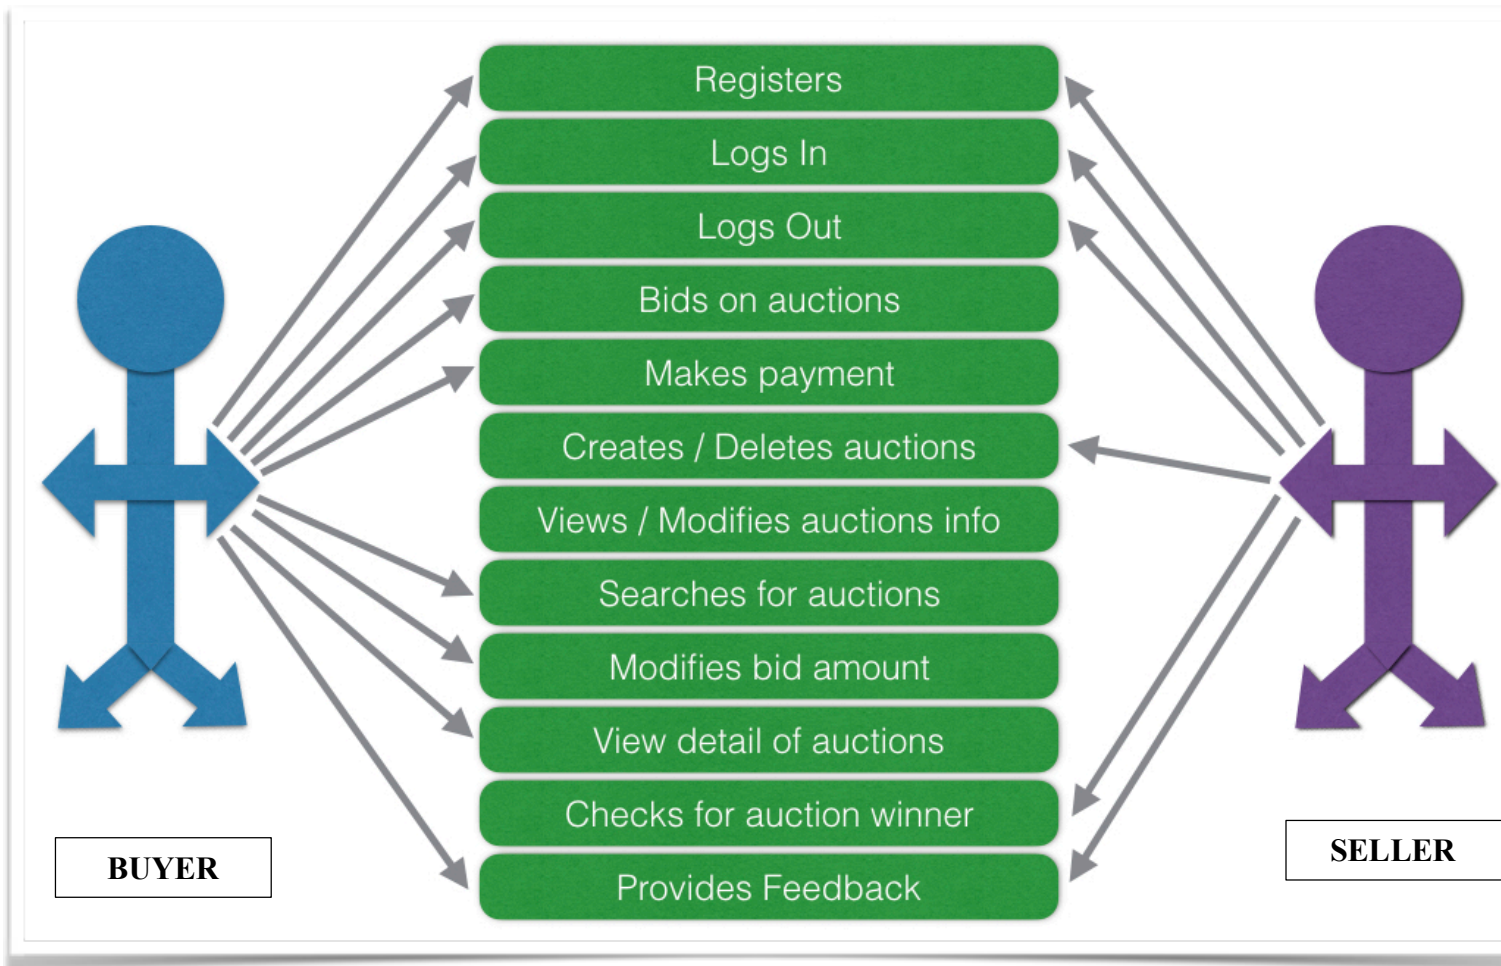 Registers
Logs In
Logs Out
Bids on auctions
Makes payment
Creates / Deletes auctions
Views / Modifies auctions info
Searches for auctions
Modifies bid amount
View detail of auctions
Checks for auction winner
Provides Feedback
BUYER
SELLER